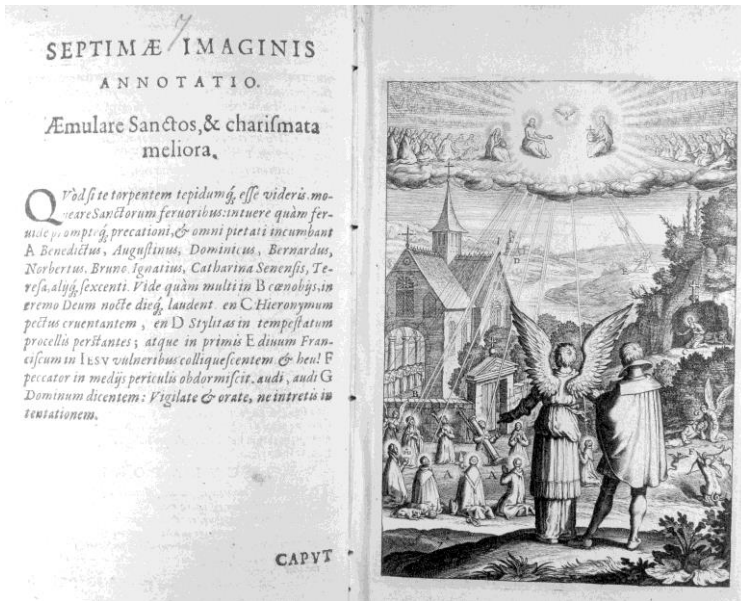 7
SEPTIMÆ IMAGINIS
ANNOTATIO.
Æmulare Sanctos, & charismata
meliora.
QVòd si te torpentem tepidumq́; esse videris. mo-
veare Sanctorum feruoribus: intuere quàm fer-
uide promptéq́; precationi, & omni pietati incumbant
A Benedictus, Augustinus, Dominicus, Bernardus,
Norbertus. Bruno. Ignatius, Catharina Senensis, Te-
resa, alijq́; sexcenti. Vide quàm multi in B cœnobijs, in
eremo Deum nocte dieq́; laudent. en C Hieronymum
pectus cruentantem, en D Stylitas in tempestatum
procellis perstantes; atque in primis E diuum Fran-
ciscum in IESV vulneribus colliquescentem & heu! F
peccator in medijs periculis obdormiscit. audi, audi G
Dominum dicentem: Vigilate & orate, ne intretis in
tentationem.
CAPVT
D
B
A
A